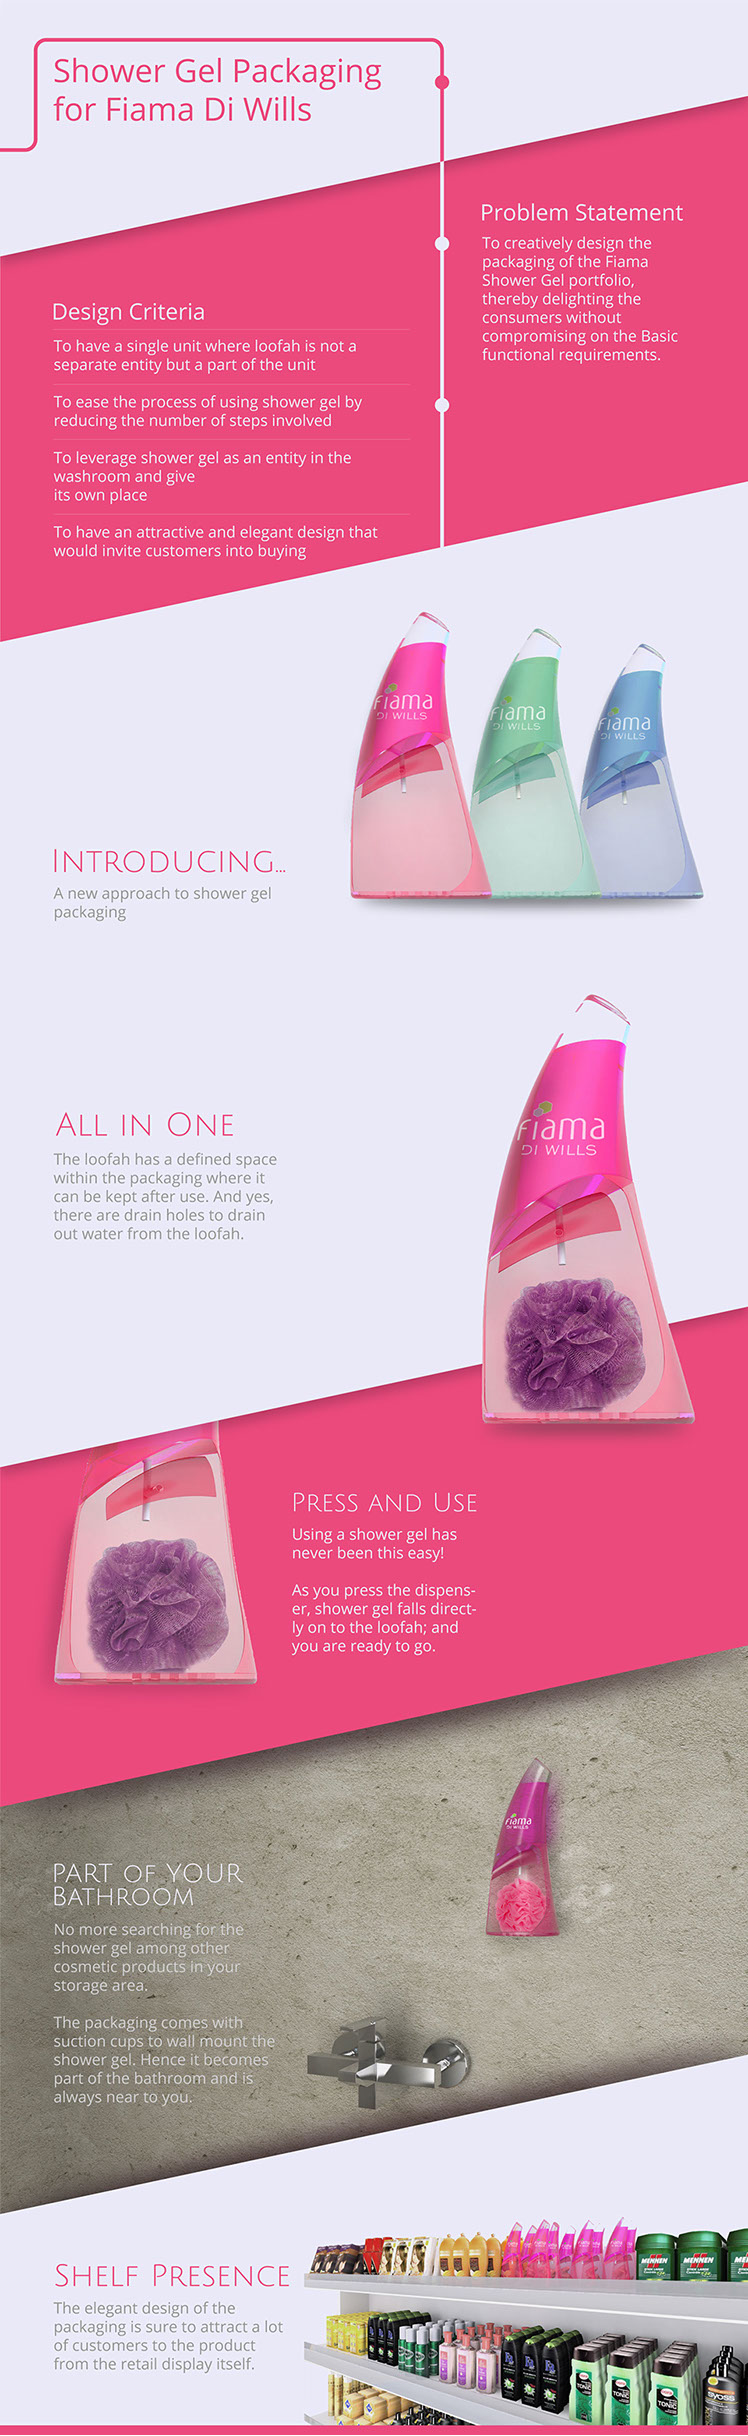 Shower Gel Packaging
for Fiama Di Wills
Problem Statement
To creatively design the
packaging of the Fiama
Shower Gel portfolio,
thereby delighting the
consumers without
compromising on the Basic
functional requirements.
Design Criteria
To have a single unit where loofah is not a
separate entity but a part of the unit
To ease the process of using shower gel by
reducing the number of steps involved
To leverage shower gel as an entity in the
washroom and give
its own place
To have an attractive and elegant design that
would invite customers into buying
fiama
DI WILLS
fiama
DI WILLS
fiama
DI WILLS
INTRODUCING...
A new approach to shower gel
packaging
ALL IN ONE
The loofah has a defined space
within the packaging where it
can be kept after use. And yes,
there are drain holes to drain
out water from the loofah.
fiama
DI WILLS
PRESS AND USE
Using a shower gel has
never been this easy!
As you press the dispens-
er, shower gel falls direct-
ly on to the loofah; and
you are ready to go.
fiama
DI WILLS
PART OF YOUR
BATHROOM
No more searching for the
shower gel among other
cosmetic products in your
storage area.
The packaging comes with
suction cups to wall mount the
shower gel. Hence it becomes
part of the bathroom and is
always near to you.
SHELF PRESENCE
The elegant design of the
packaging is sure to attract a lot
of customers to the product
from the retail display itself.
MENNEN
MENNEN
Fa
Fa
TONIC
TONIC
syoss